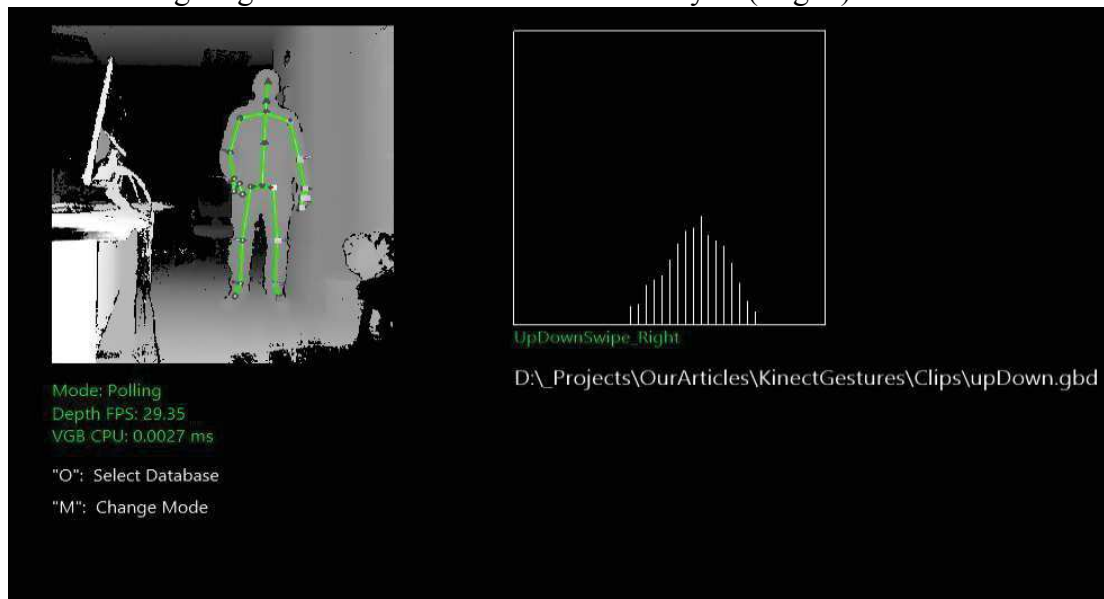 UpDownSwipe_Right
D:\_Projects\OurArticles\KinectGestures\Clips\upDown.gbd
Mode: Polling
Depth FPS: 29.35
VGB CPU: 0.0027 ms
"O": Select Database
"M": Change Mode